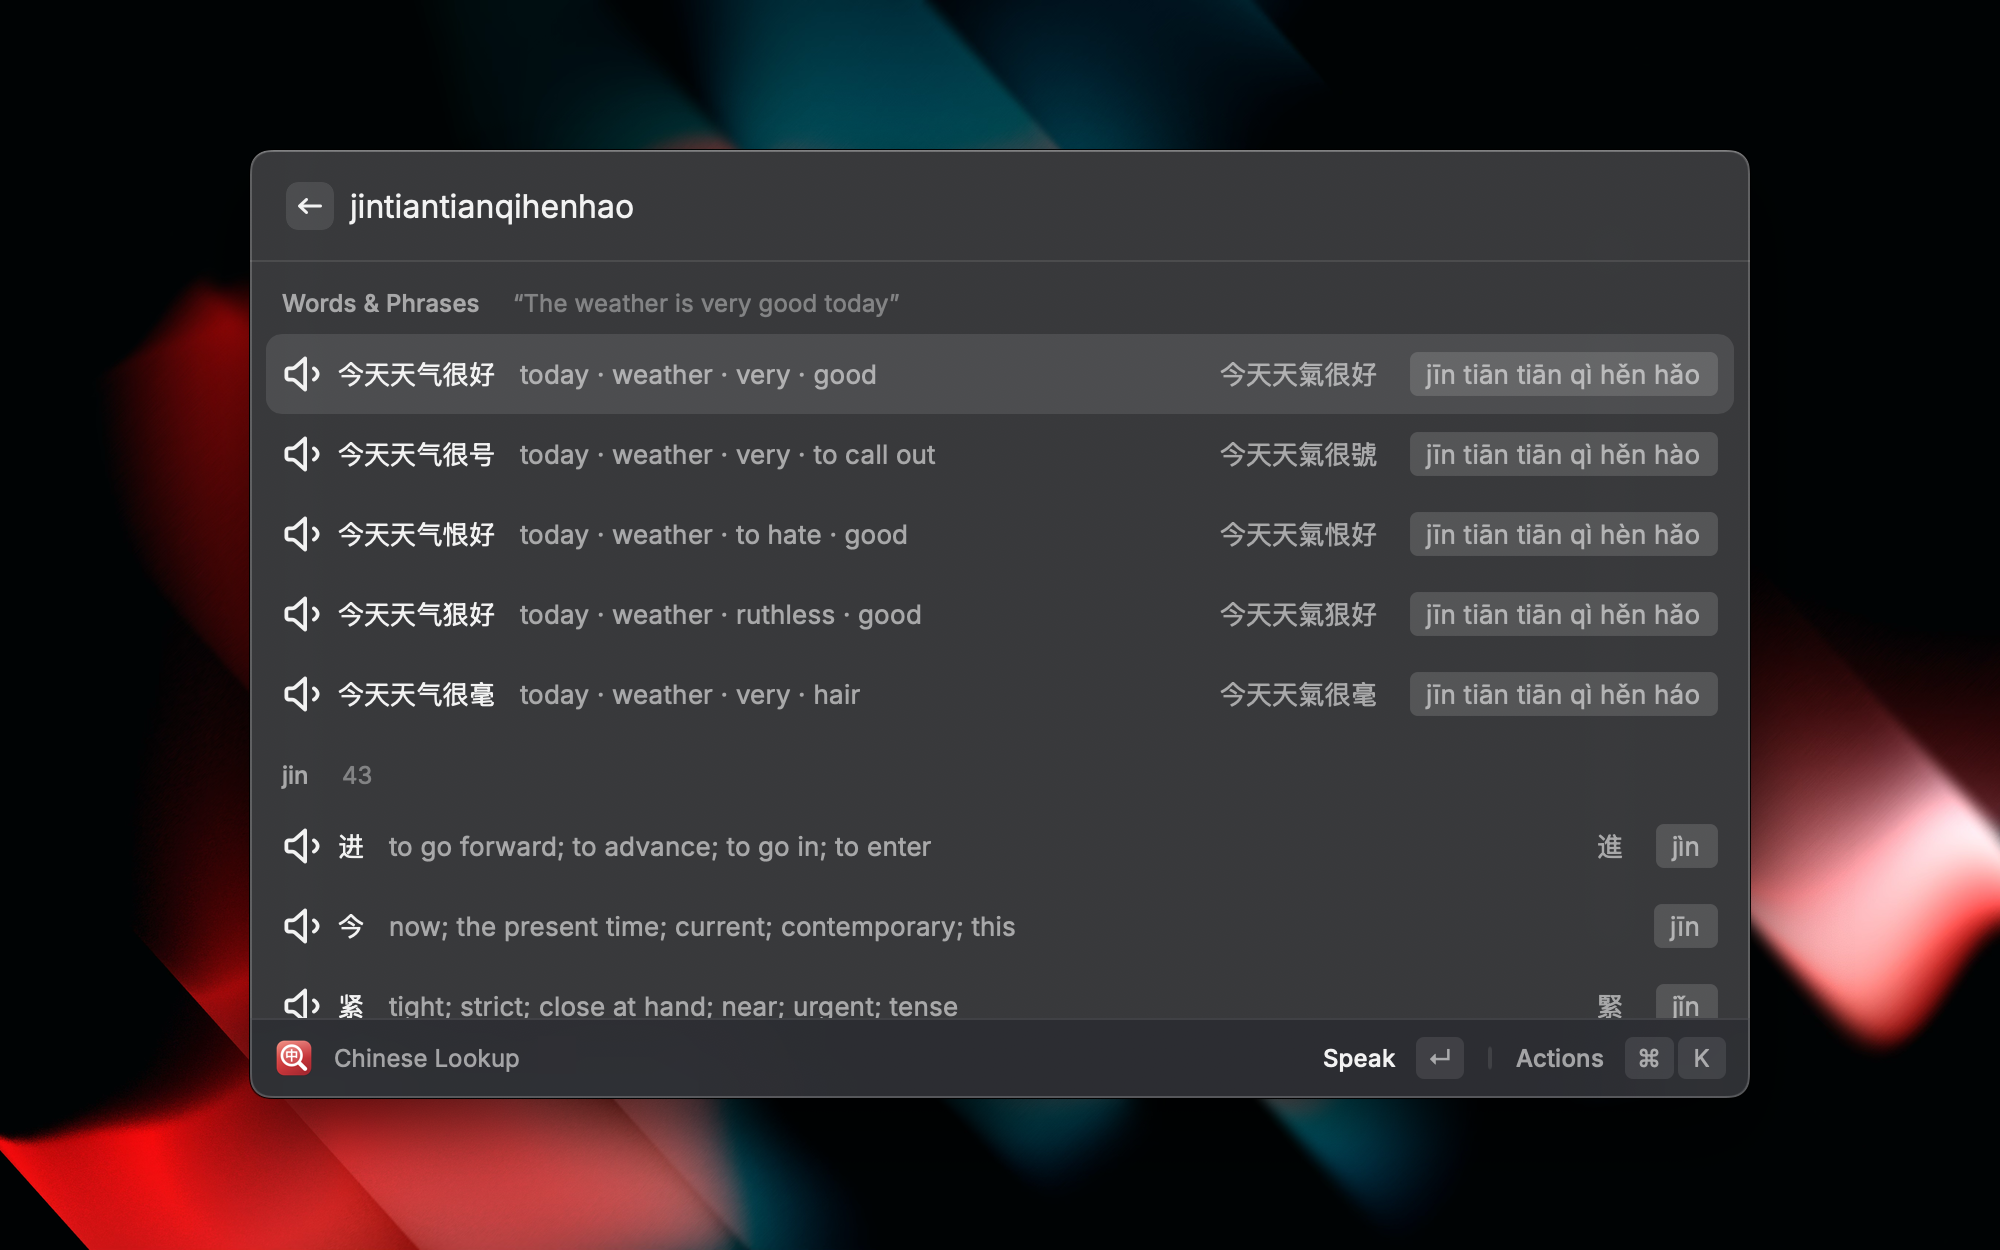 jintiantianqihenhao
Words & Phrases “The weather is very good today”
今天天气很好 today · weather · very · good 今天天氣很好 jīn tiān tiān qì hěn hǎo
今天天气很号 today · weather · very · to call out 今天天氣很號 jīn tiān tiān qì hěn hào
今天天气恨好 today · weather · to hate · good 今天天氣恨好 jīn tiān tiān qì hèn hǎo
今天天气狠好 today · weather · ruthless · good 今天天氣狠好 jīn tiān tiān qì hěn hǎo
今天天气很毫 today · weather · very · hair 今天天氣很毫 jīn tiān tiān qì hěn háo
jin 43
进 to go forward; to advance; to go in; to enter 進 jìn
今 now; the present time; current; contemporary; this jīn
紧 tight; strict; close at hand; near; urgent; tense 緊 jǐn
中 Chinese Lookup Speak ↵ Actions ⌘ K